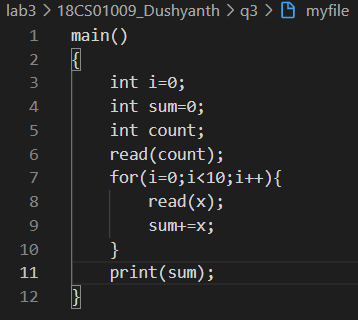 lab3 > 18CS01009_Dushyanth > q3 > myfile
1 main()
2 {
3     int i=0;
4     int sum=0;
5     int count;
6     read(count);
7     for(i=0;i<10;i++){
8         read(x);
9         sum+=x;
10     }
11     print(sum);
12 }